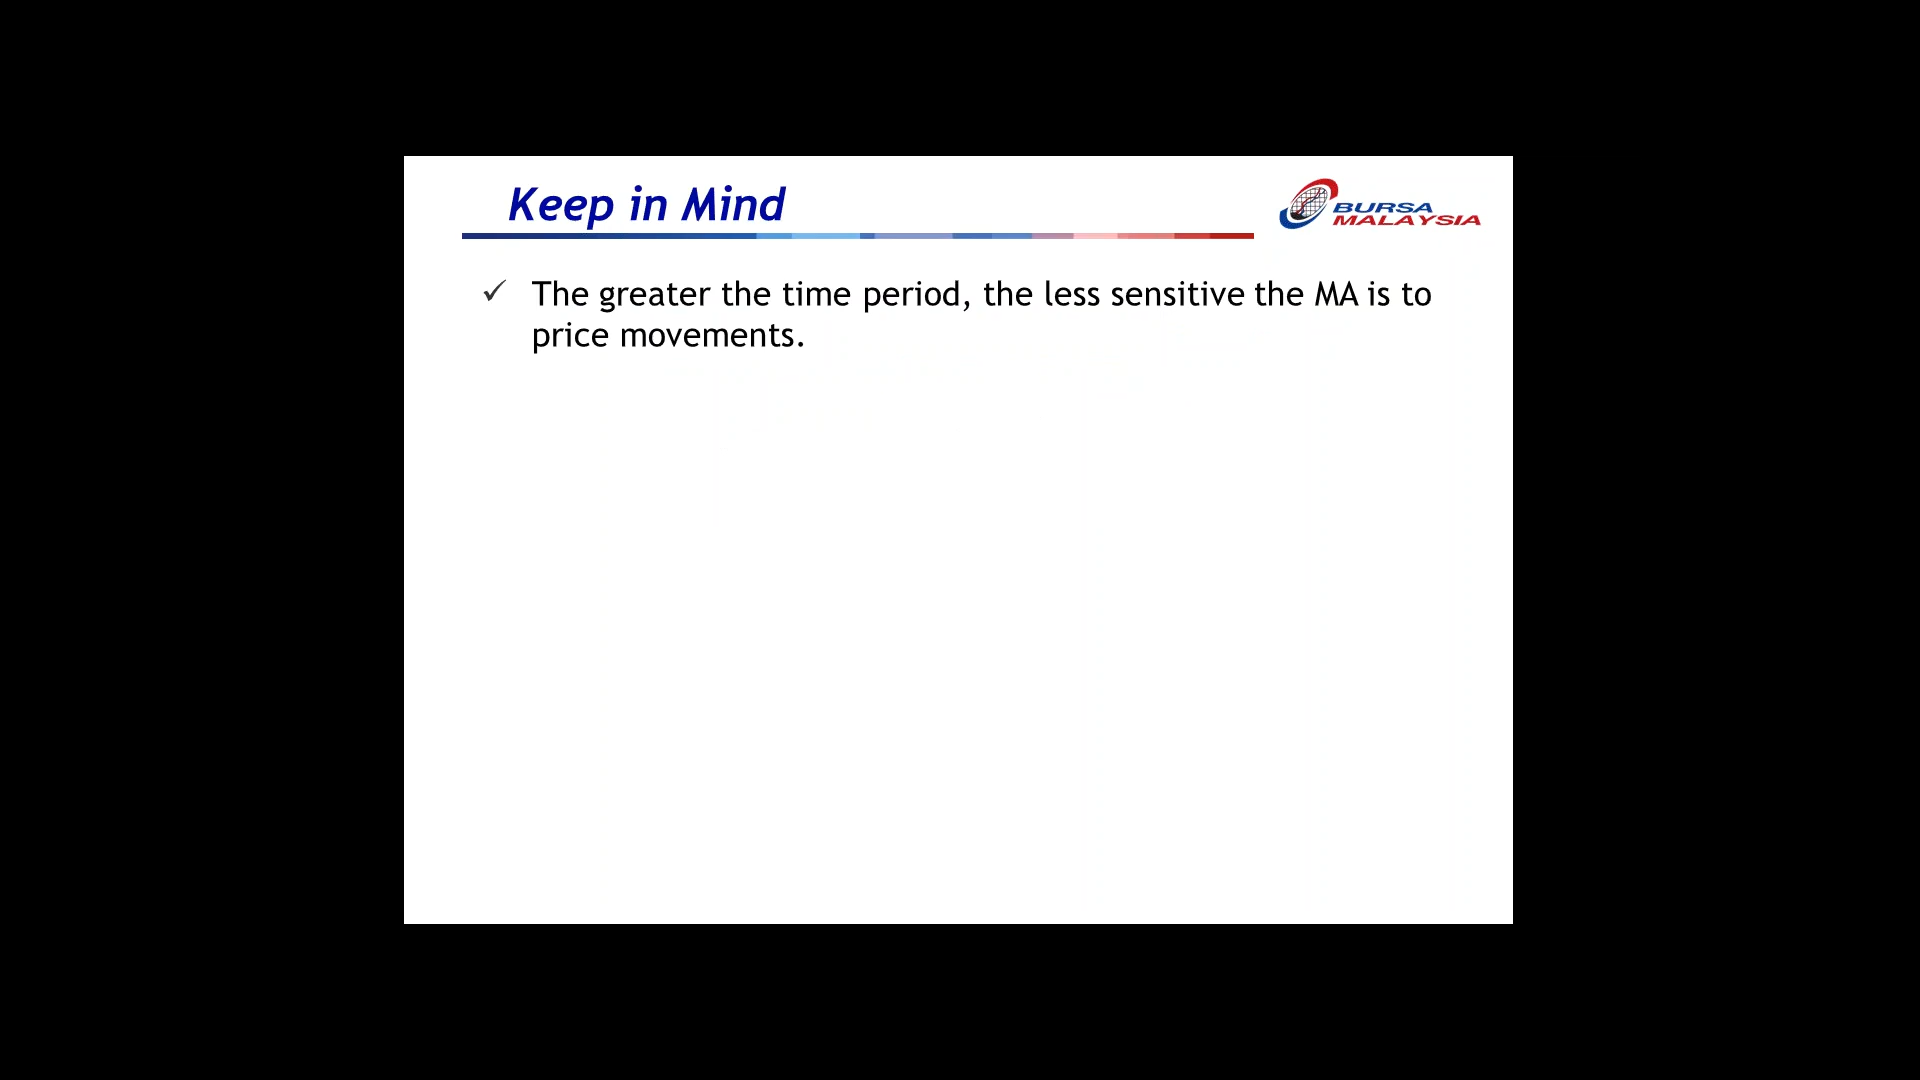 Keep in Mind
BURSA
MALAYSIA
✓ The greater the time period, the less sensitive the MA is to
price movements.